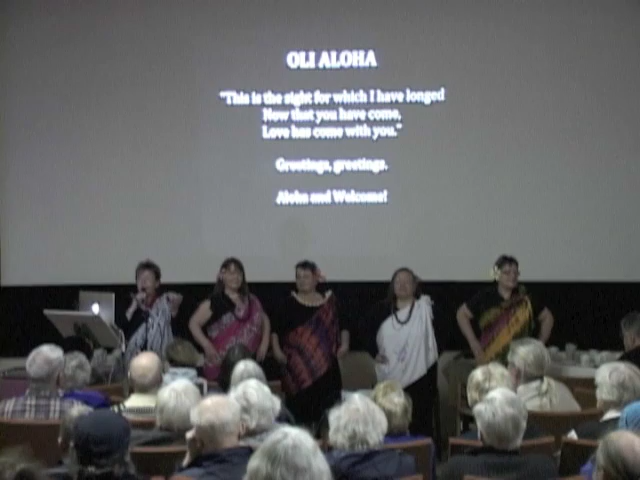 OLI ALOHA
"This is the sight for which I have longed
Now that you have come,
Love has come with you."
Greetings, greetings.
Aloha and Welcome!